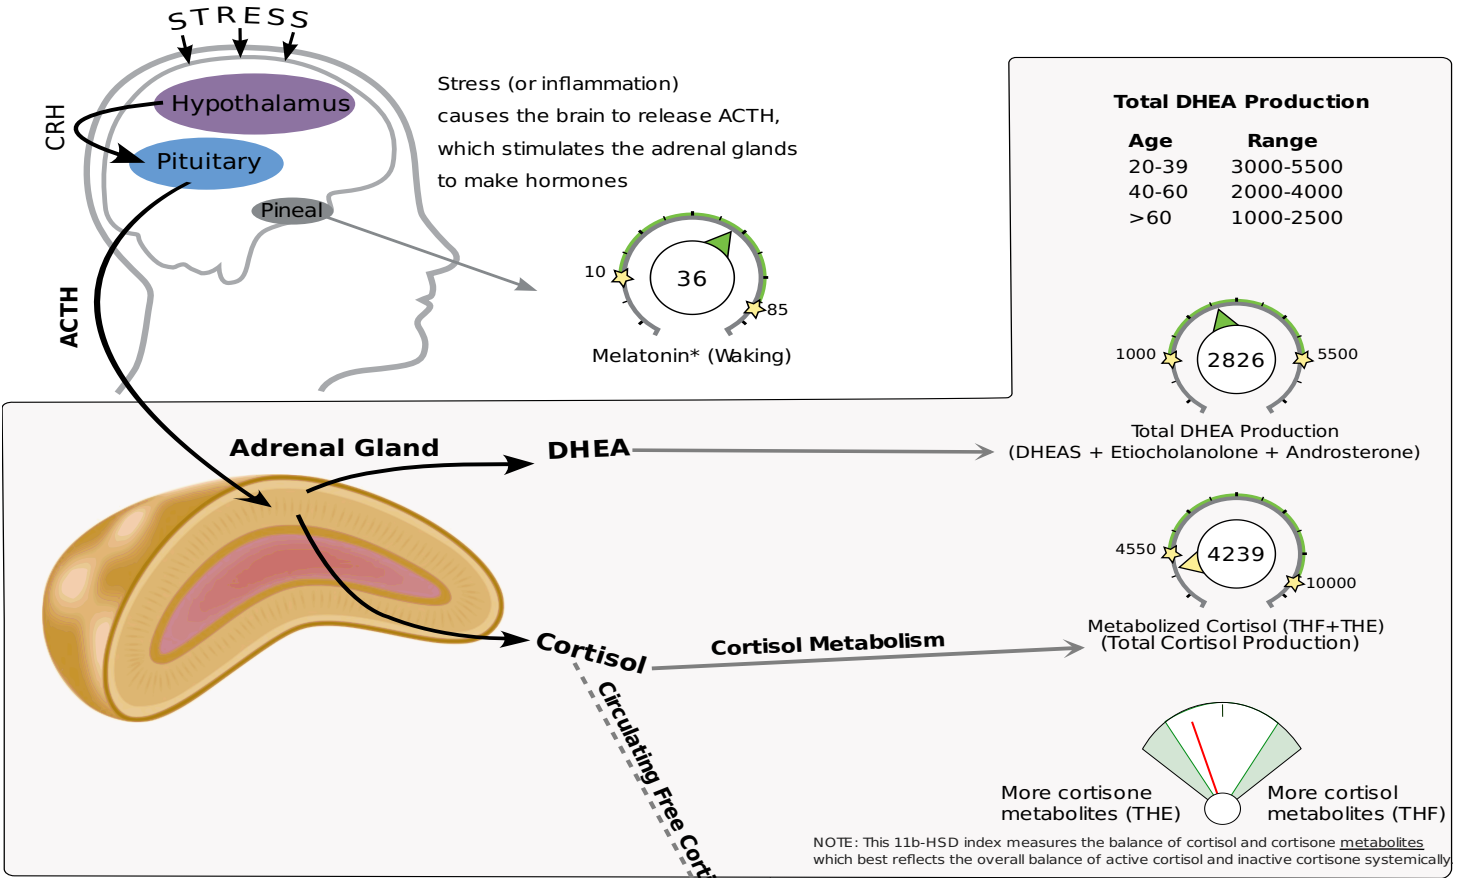 STRESS
Hypothalamus
CRH
Pituitary
Pineal
ACTH
Stress (or inflammation)
causes the brain to release ACTH,
which stimulates the adrenal glands
to make hormones
10
36
85
Melatonin* (Waking)
Total DHEA Production
Age Range
20-39 3000-5500
40-60 2000-4000
>60 1000-2500
1000
2826
5500
Total DHEA Production
(DHEAS + Etiocholanolone + Androsterone)
Adrenal Gland
DHEA
4550
4239
10000
Metabolized Cortisol (THF+THE)
(Total Cortisol Production)
Cortisol
Cortisol Metabolism
Circulating Free Corti
More cortisone
metabolites (THE)
More cortisol
metabolites (THF)
NOTE: This 11b-HSD index measures the balance of cortisol and cortisone metabolites
which best reflects the overall balance of active cortisol and inactive cortisone systemically.